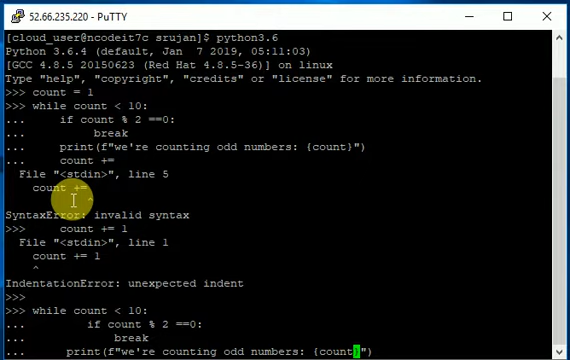 52.66.235.220 - PuTTY
[cloud_user@ncodeit7c srujan]$ python3.6
Python 3.6.4 (default, Jan  7 2019, 05:11:03)
[GCC 4.8.5 20150623 (Red Hat 4.8.5-36)] on linux
Type "help", "copyright", "credits" or "license" for more information.
>>> count = 1
>>> while count < 10:
...     if count % 2 ==0:
...          break
...     print(f"we're counting odd numbers: {count}")
...     count +=
  File "<stdin>", line 5
    count +=
            ^
SyntaxError: invalid syntax
>>>     count += 1
  File "<stdin>", line 1
    count += 1
    ^
IndentationError: unexpected indent
>>>
>>> while count < 10:
...         if count % 2 ==0:
...          break
...      print(f"we're counting odd numbers: {count}")